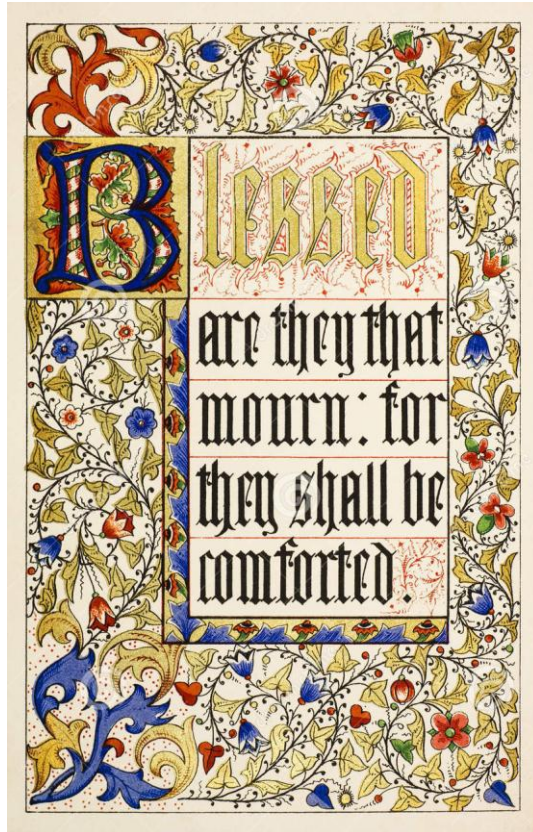 Blessed
are they that
mourn: for
they shall be
comforted.